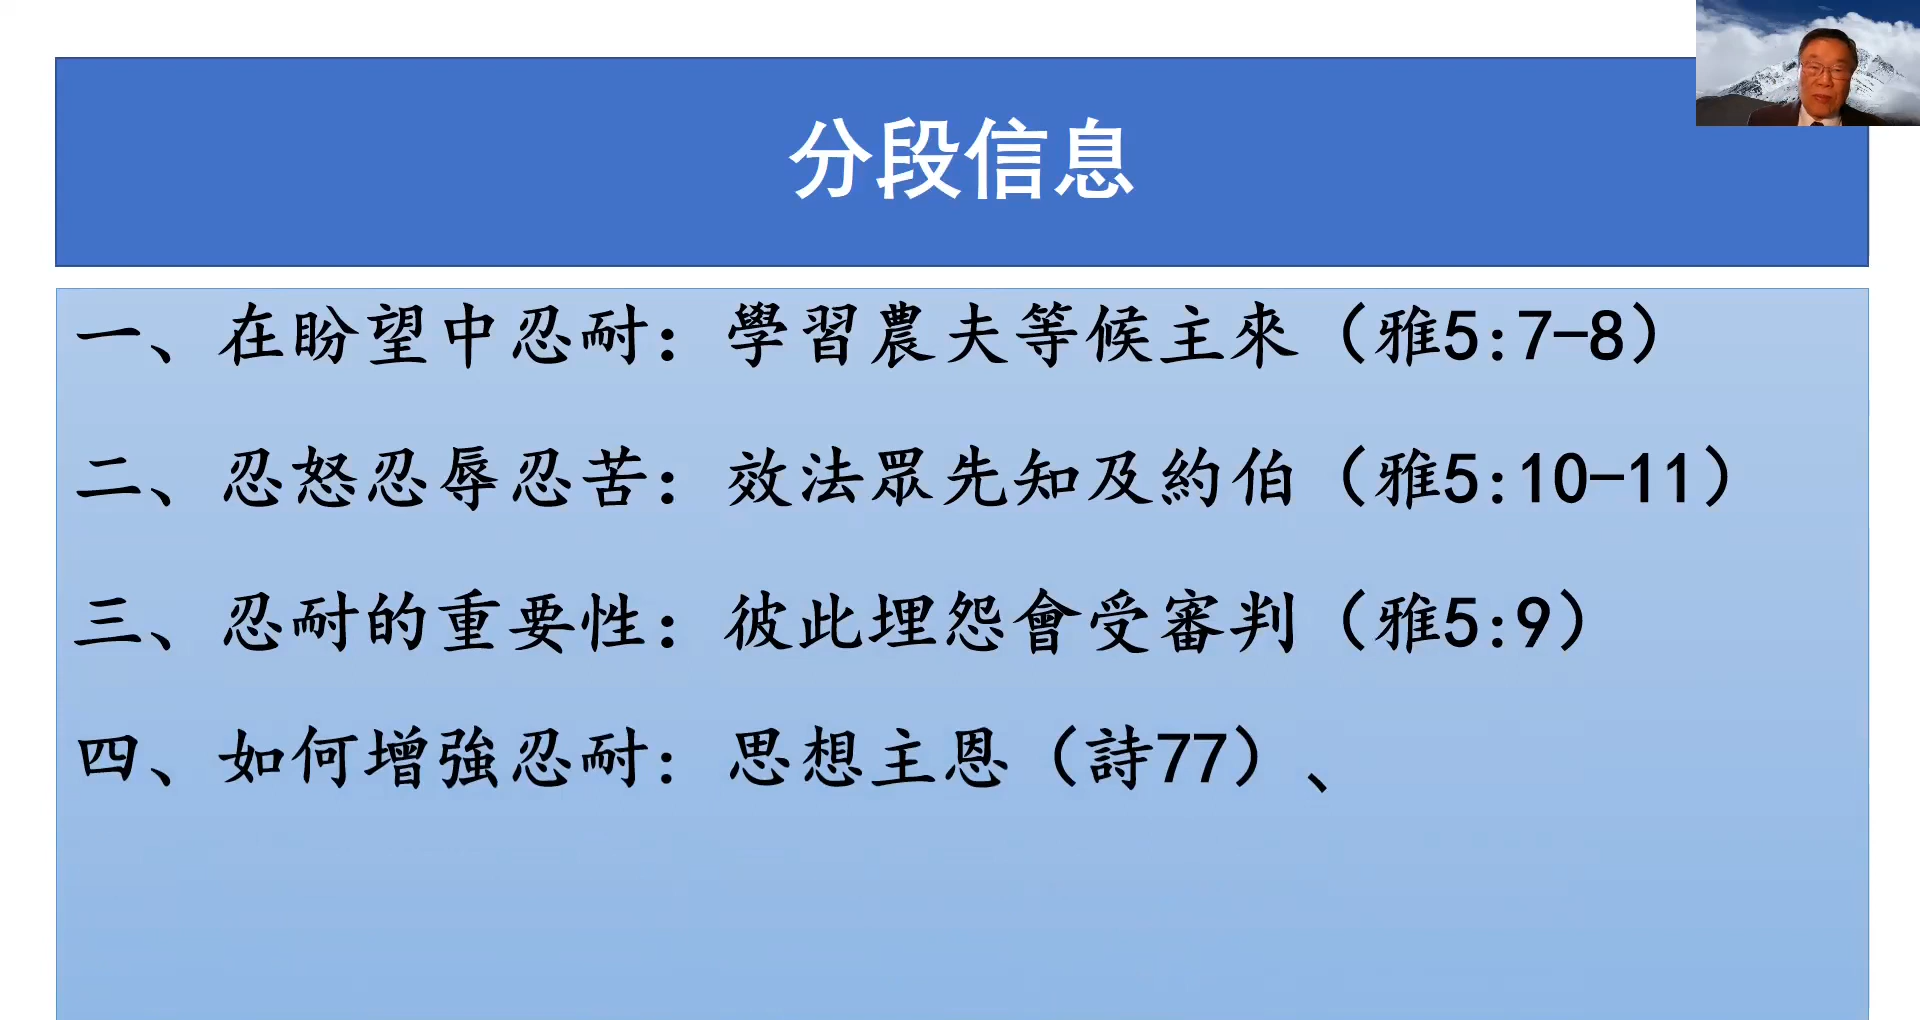 分段信息
一、在盼望中忍耐：學習農夫等候主來（雅5:7-8）
二、忍怒忍辱忍苦：效法眾先知及約伯（雅5:10-11）
三、忍耐的重要性：彼此埋怨會受審判（雅5:9）
四、如何增強忍耐：思想主恩（詩77）、